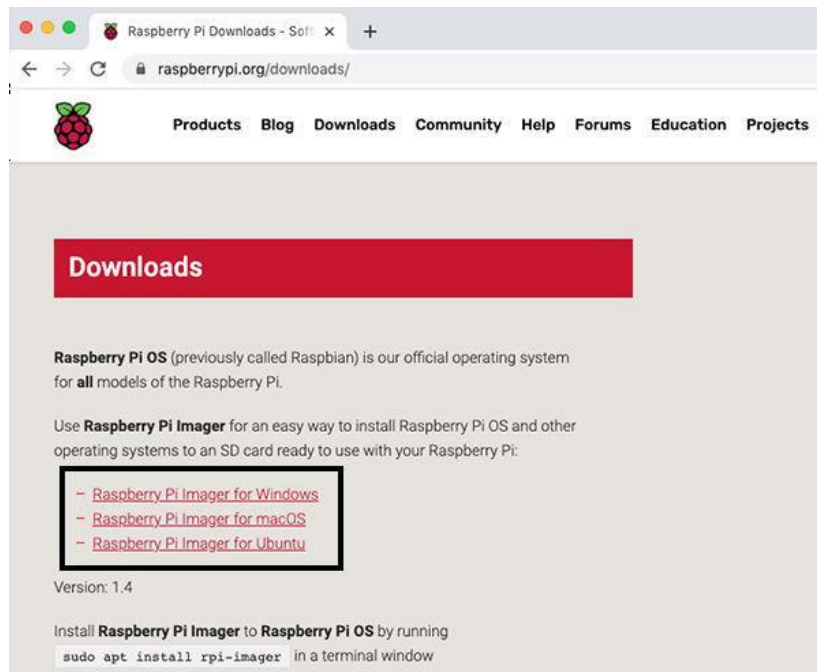 Raspberry Pi Downloads - Soft
raspberrypi.org/downloads/
Products Blog Downloads Community Help Forums Education Projects
Downloads
Raspberry Pi OS (previously called Raspbian) is our official operating system
for all models of the Raspberry Pi.
Use Raspberry Pi Imager for an easy way to install Raspberry Pi OS and other
operating systems to an SD card ready to use with your Raspberry Pi:
– Raspberry Pi Imager for Windows
– Raspberry Pi Imager for macOS
– Raspberry Pi Imager for Ubuntu
Version: 1.4
Install Raspberry Pi Imager to Raspberry Pi OS by running
sudo apt install rpi-imager in a terminal window